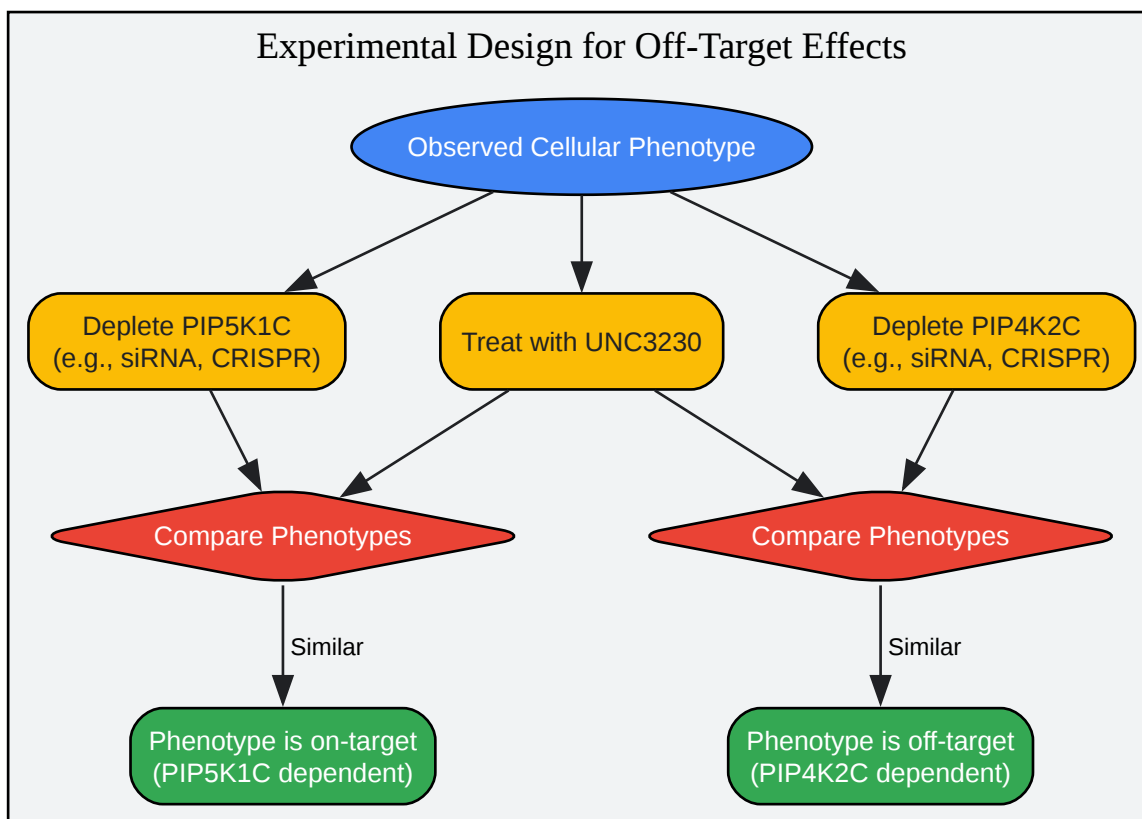 Experimental Design for Off-Target Effects
Observed Cellular Phenotype
Deplete PIP5K1C
(e.g., siRNA, CRISPR)
Treat with UNC3230
Deplete PIP4K2C
(e.g., siRNA, CRISPR)
Compare Phenotypes
Compare Phenotypes
Similar
Similar
Phenotype is on-target
(PIP5K1C dependent)
Phenotype is off-target
(PIP4K2C dependent)